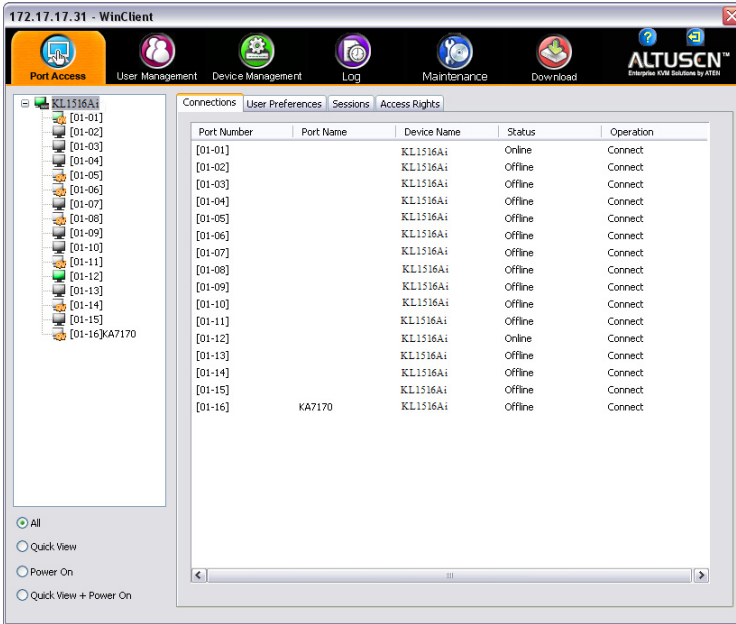 172.17.17.31 - WinClient
Port Access User Management Device Management Log Maintenance Download
ALTUSEN™
Enterprise KVM Solutions by ATEN
KL1516Ai
[01-01]
[01-02]
[01-03]
[01-04]
[01-05]
[01-06]
[01-07]
[01-08]
[01-09]
[01-10]
[01-11]
[01-12]
[01-13]
[01-14]
[01-15]
[01-16]KA7170
All
Quick View
Power On
Quick View + Power On
Connections User Preferences Sessions Access Rights
Port Number Port Name Device Name Status Operation
[01-01] KL1516Ai Online Connect
[01-02] KL1516Ai Offline Connect
[01-03] KL1516Ai Offline Connect
[01-04] KL1516Ai Offline Connect
[01-05] KL1516Ai Offline Connect
[01-06] KL1516Ai Offline Connect
[01-07] KL1516Ai Offline Connect
[01-08] KL1516Ai Offline Connect
[01-09] KL1516Ai Offline Connect
[01-10] KL1516Ai Offline Connect
[01-11] KL1516Ai Offline Connect
[01-12] KL1516Ai Online Connect
[01-13] KL1516Ai Offline Connect
[01-14] KL1516Ai Offline Connect
[01-15] KL1516Ai Offline Connect
[01-16] KA7170 KL1516Ai Offline Connect